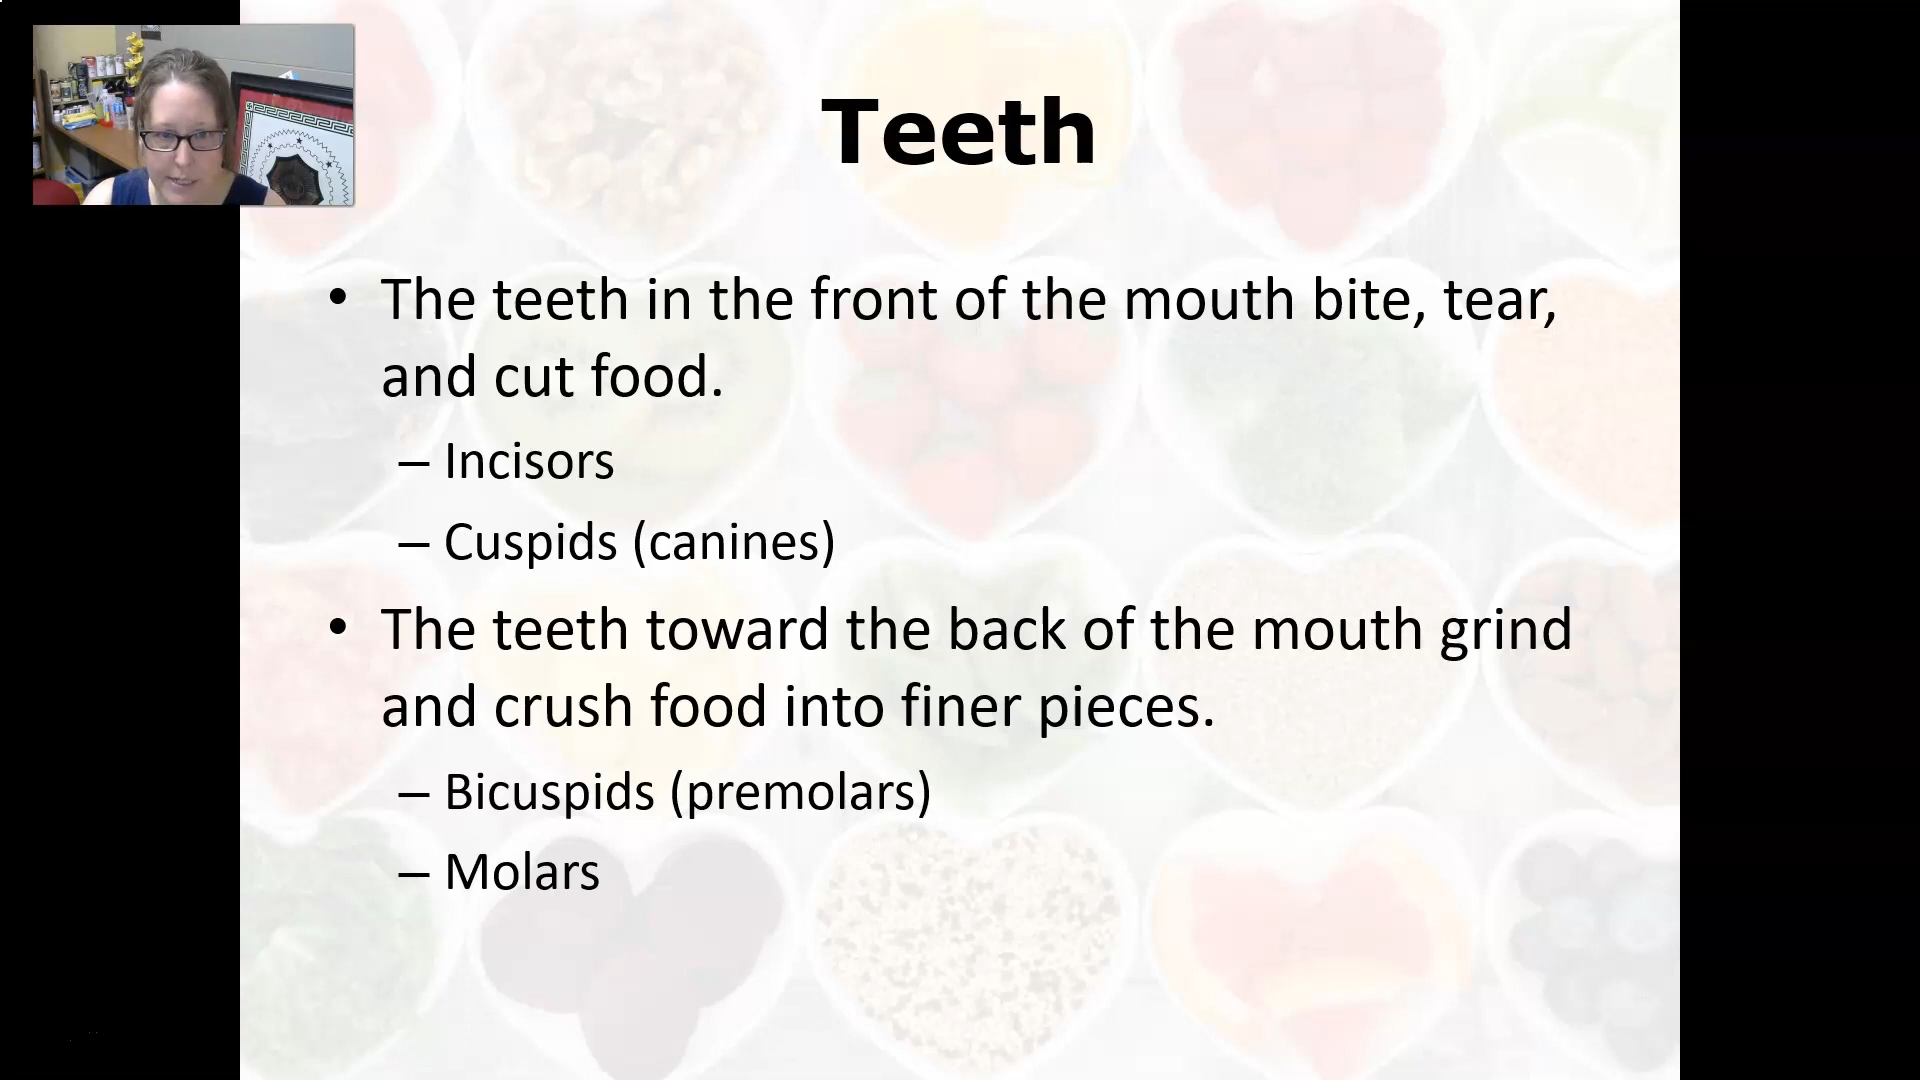 Teeth
• The teeth in the front of the mouth bite, tear,
and cut food.
– Incisors
– Cuspids (canines)
• The teeth toward the back of the mouth grind
and crush food into finer pieces.
– Bicuspids (premolars)
– Molars